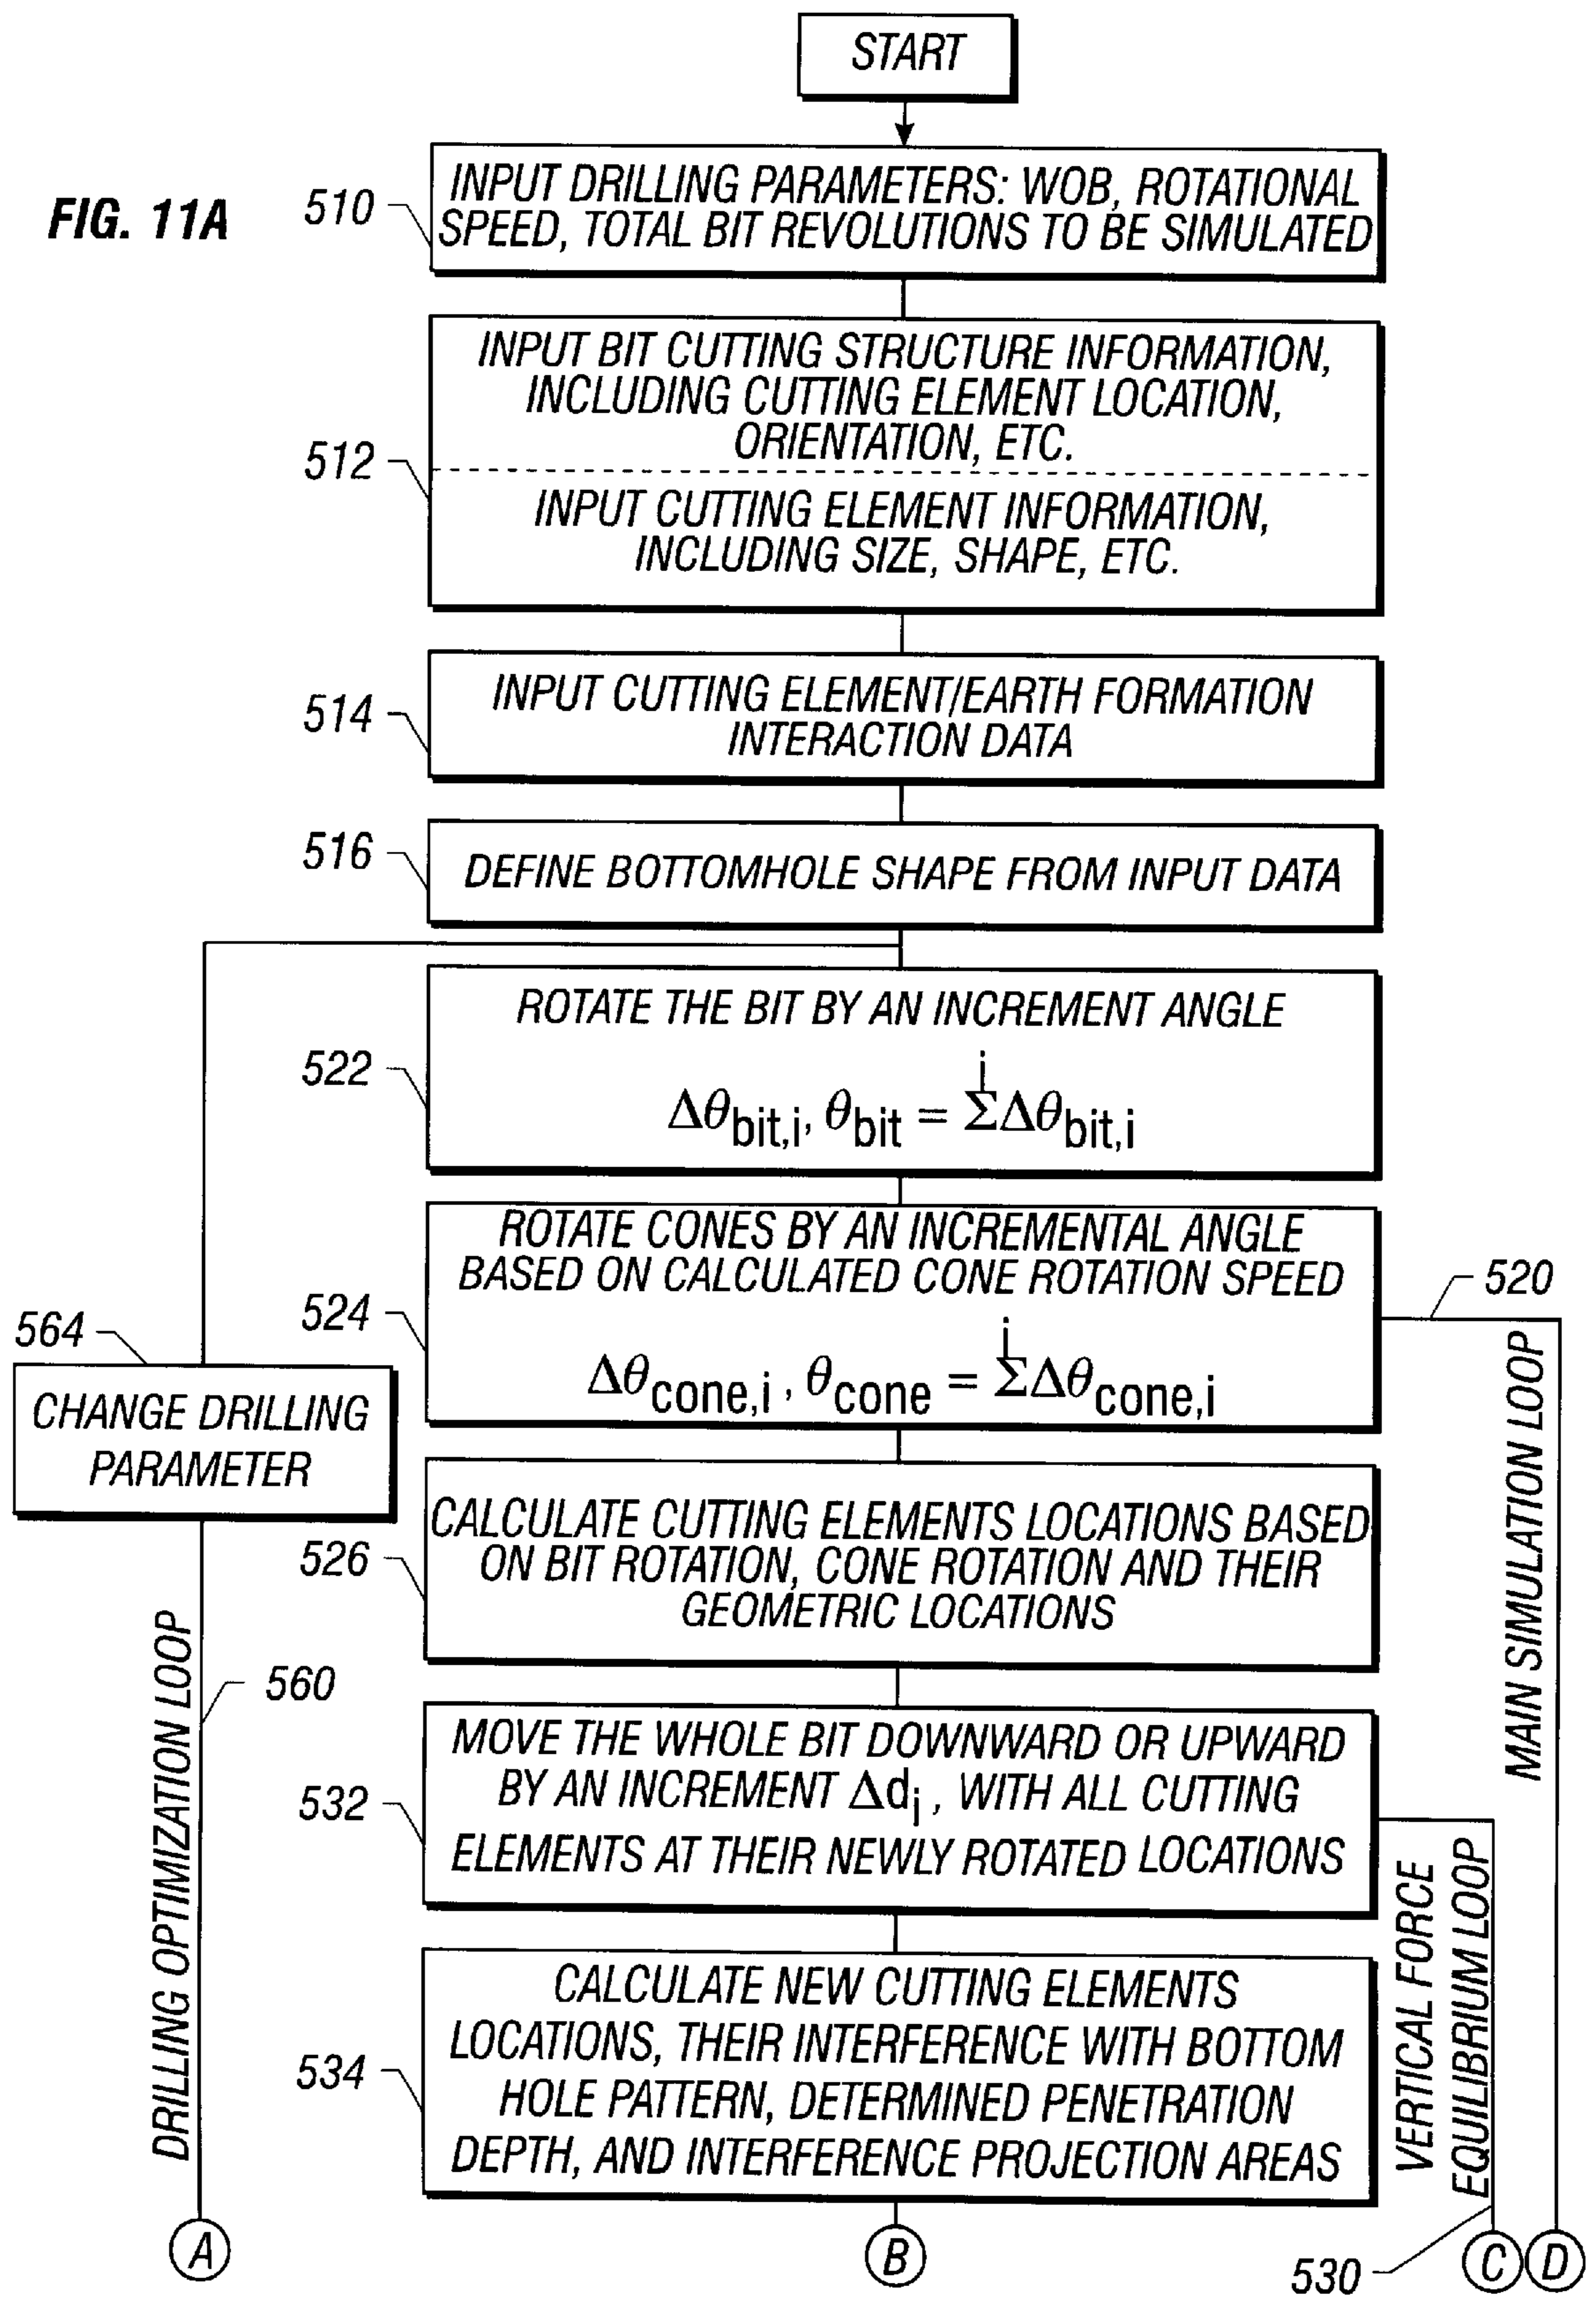 START
FIG. 11A
510
INPUT DRILLING PARAMETERS: WOB, ROTATIONAL
SPEED, TOTAL BIT REVOLUTIONS TO BE SIMULATED
512
INPUT BIT CUTTING STRUCTURE INFORMATION,
INCLUDING CUTTING ELEMENT LOCATION,
ORIENTATION, ETC.
INPUT CUTTING ELEMENT INFORMATION,
INCLUDING SIZE, SHAPE, ETC.
514
INPUT CUTTING ELEMENT/EARTH FORMATION
INTERACTION DATA
516
DEFINE BOTTOMHOLE SHAPE FROM INPUT DATA
522
ROTATE THE BIT BY AN INCREMENT ANGLE
i
Δθbit,i, θbit = ΣΔθbit,i
524
ROTATE CONES BY AN INCREMENTAL ANGLE
BASED ON CALCULATED CONE ROTATION SPEED
i
Δθcone,i , θcone = ΣΔθcone,i
520
MAIN SIMULATION LOOP
564
CHANGE DRILLING
PARAMETER
526
CALCULATE CUTTING ELEMENTS LOCATIONS BASED
ON BIT ROTATION, CONE ROTATION AND THEIR
GEOMETRIC LOCATIONS
DRILLING OPTIMIZATION LOOP
560
532
MOVE THE WHOLE BIT DOWNWARD OR UPWARD
BY AN INCREMENT Δdj , WITH ALL CUTTING
ELEMENTS AT THEIR NEWLY ROTATED LOCATIONS
VERTICAL FORCE
EQUILIBRIUM LOOP
534
CALCULATE NEW CUTTING ELEMENTS
LOCATIONS, THEIR INTERFERENCE WITH BOTTOM
HOLE PATTERN, DETERMINED PENETRATION
DEPTH, AND INTERFERENCE PROJECTION AREAS
A
B
530
C
D